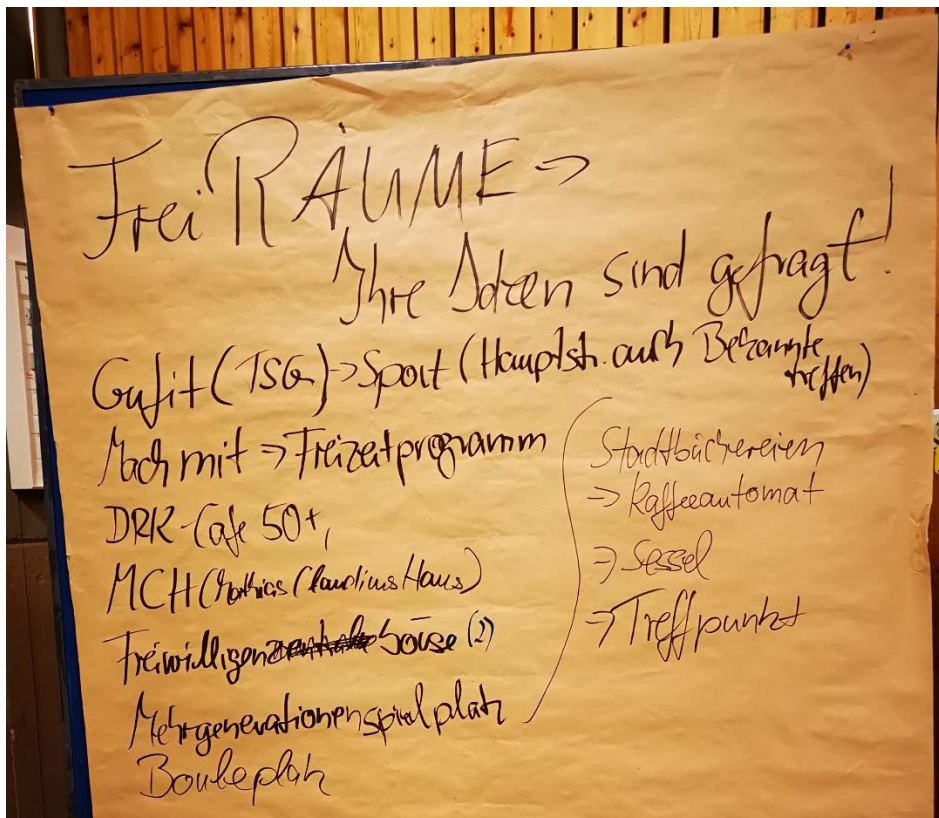 FreiRÄUME →
Ihre Ideen sind gefragt!
Gufit (TSG) → Sport (Hauptstr. auch Bekannte treffen)
Mach mit → Freizeitprogramm
DRK-Cafe 50+,
MCH (Mathias Claudius Haus)
Freiwilligen börse (2)
Mehrgenerationenspielplatz
Bouleplatz
Stadtbüchereien
→ Kaffeeautomat
→ Sessel
→ Treffpunkt